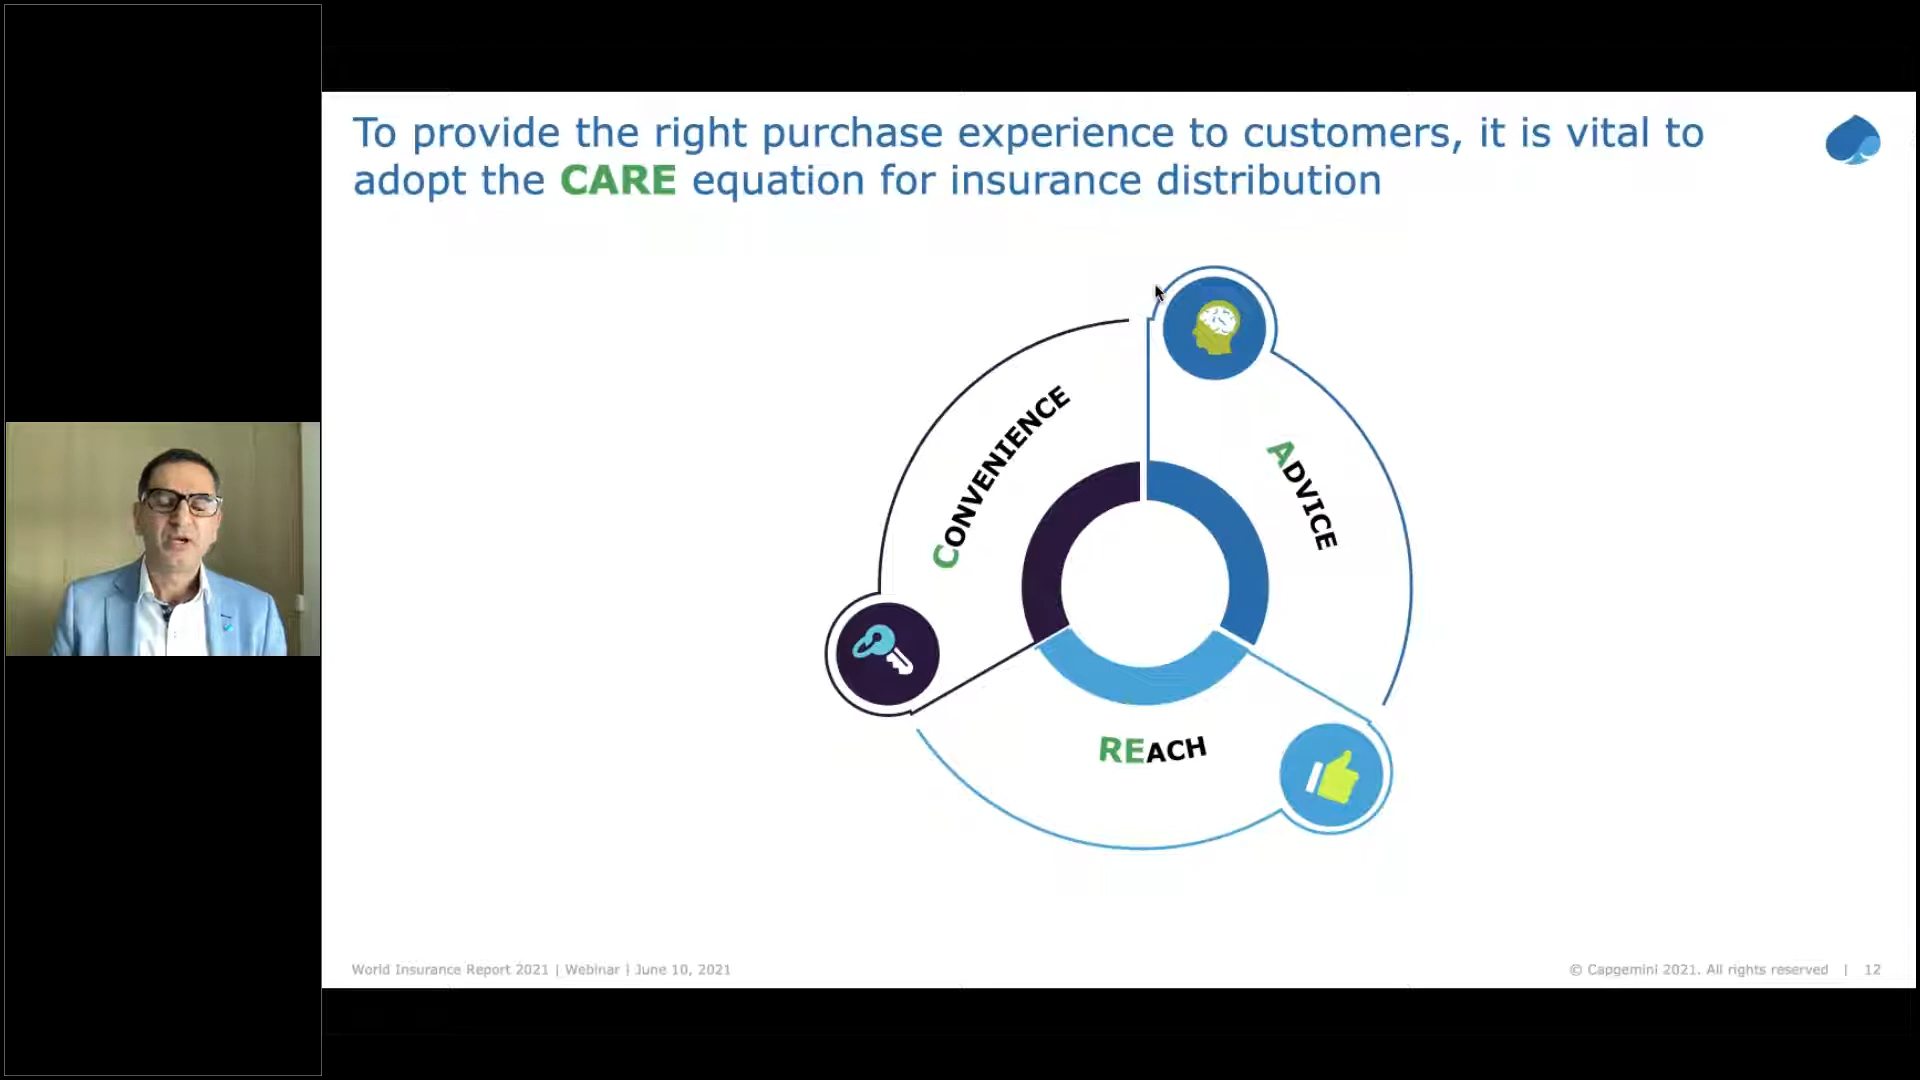 To provide the right purchase experience to customers, it is vital to
adopt the CARE equation for insurance distribution
CONVENIENCE
ADVICE
REACH
World Insurance Report 2021 | Webinar | June 10, 2021
© Capgemini 2021. All rights reserved | 12